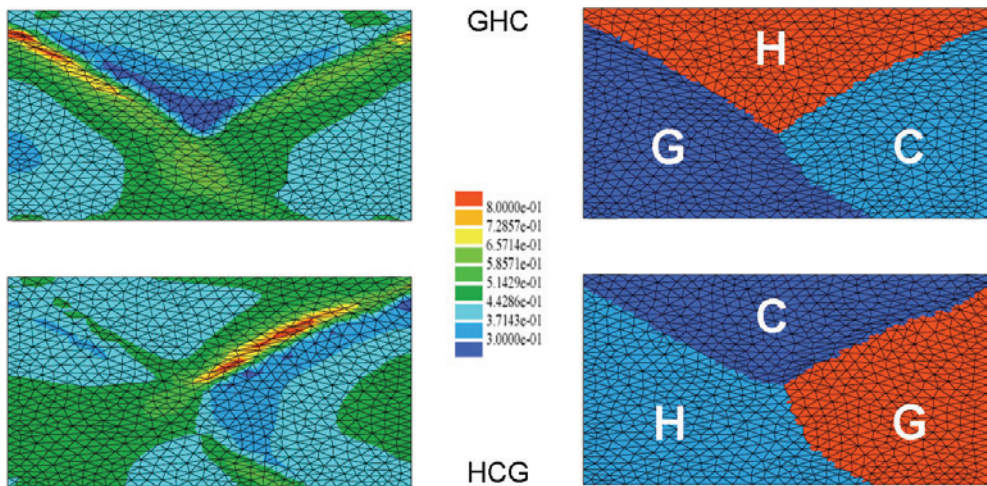 GHC
H
G
C
8.0000e-01
7.2857e-01
6.5714e-01
5.8571e-01
5.1429e-01
4.4286e-01
3.7143e-01
3.0000e-01
C
H
G
HCG